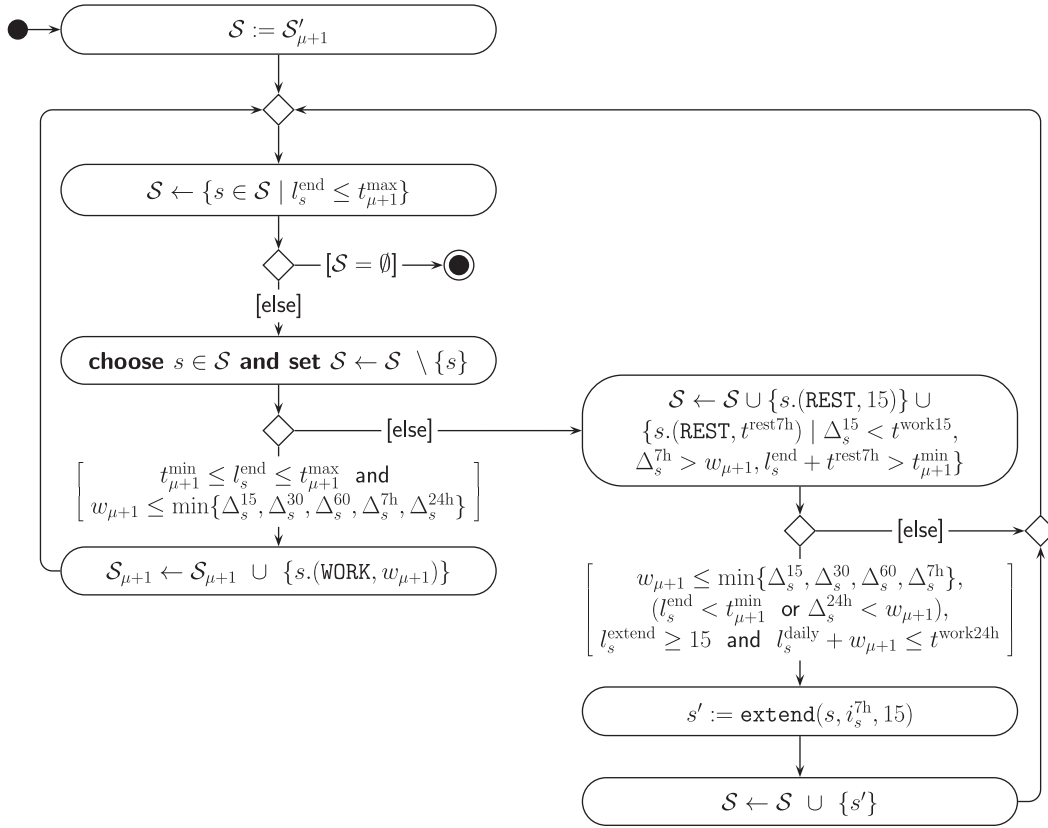 𝒮 := 𝒮′_{μ+1}
𝒮 ← {s ∈ 𝒮 | l_s^{end} ≤ t_{μ+1}^{max}}
[𝒮 = ∅]
[else]
choose s ∈ 𝒮 and set 𝒮 ← 𝒮 \ {s}
[else]
t_{μ+1}^{min} ≤ l_s^{end} ≤ t_{μ+1}^{max} and
w_{μ+1} ≤ min{Δ_s^{15}, Δ_s^{30}, Δ_s^{60}, Δ_s^{7h}, Δ_s^{24h}}
𝒮_{μ+1} ← 𝒮_{μ+1} ∪ {s.(WORK, w_{μ+1})}
𝒮 ← 𝒮 ∪ {s.(REST, 15)} ∪
{s.(REST, t^{rest7h}) | Δ_s^{15} < t^{work15},
Δ_s^{7h} > w_{μ+1}, l_s^{end} + t^{rest7h} > t_{μ+1}^{min}}
[else]
w_{μ+1} ≤ min{Δ_s^{15}, Δ_s^{30}, Δ_s^{60}, Δ_s^{7h}},
(l_s^{end} < t_{μ+1}^{min} or Δ_s^{24h} < w_{μ+1}),
l_s^{extend} ≥ 15 and l_s^{daily} + w_{μ+1} ≤ t^{work24h}
s′ := extend(s, i_s^{7h}, 15)
𝒮 ← 𝒮 ∪ {s′}